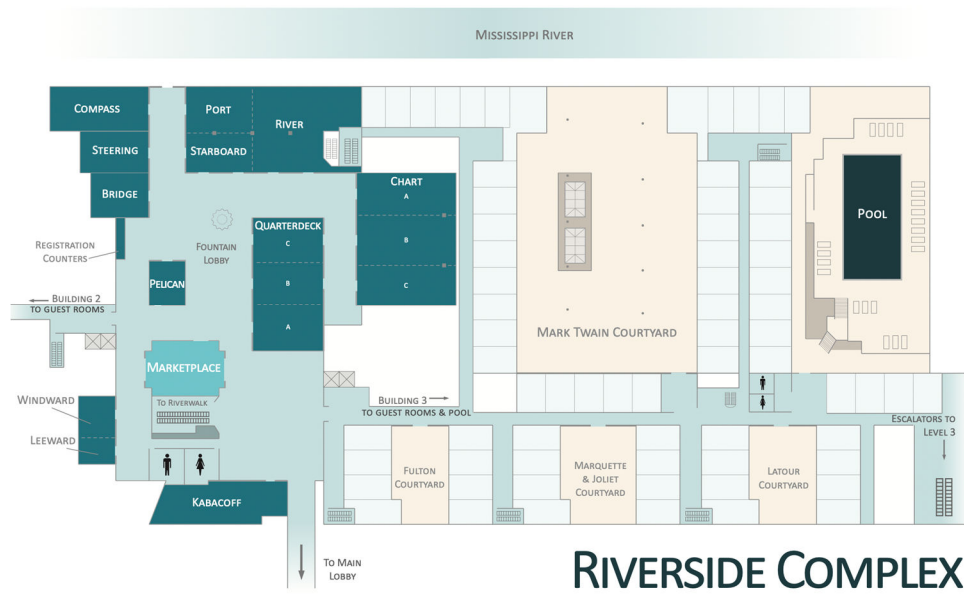 MISSISSIPPI RIVER
COMPASS
PORT
RIVER
STEERING
STARBOARD
BRIDGE
CHART
A
B
C
QUARTERDECK
C
B
A
POOL
REGISTRATION
COUNTERS
FOUNTAIN
LOBBY
PELICAN
BUILDING 2
TO GUEST ROOMS
MARK TWAIN COURTYARD
MARKETPLACE
TO RIVERWALK
WINDWARD
LEEWARD
BUILDING 3
TO GUEST ROOMS & POOL
ESCALATORS TO
LEVEL 3
FULTON
COURTYARD
MARQUETTE
& JOLIET
COURTYARD
LATOUR
COURTYARD
KABACOFF
TO MAIN
LOBBY
RIVERSIDE COMPLEX